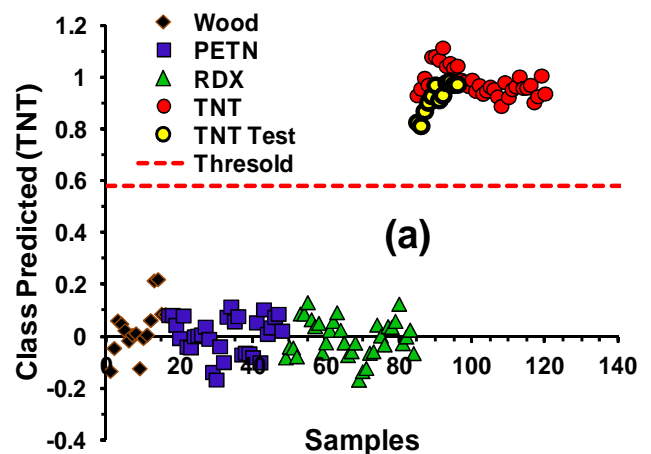 Wood
PETN
RDX
TNT
TNT Test
Thresold
(a)
Class Predicted (TNT)
1.2
1
0.8
0.6
0.4
0.2
0
-0.2
-0.4
0 20 40 60 80 100 120 140
Samples